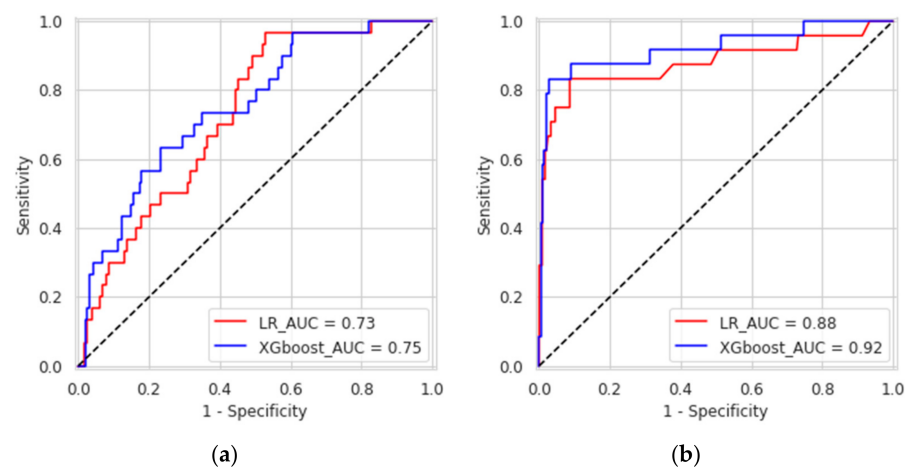 1.0
0.8
0.6
0.4
0.2
0.0
Sensitivity
0.0 0.2 0.4 0.6 0.8 1.0
1 - Specificity
LR_AUC = 0.73
XGboost_AUC = 0.75
(a)
1.0
0.8
0.6
0.4
0.2
0.0
Sensitivity
0.0 0.2 0.4 0.6 0.8 1.0
1 - Specificity
LR_AUC = 0.88
XGboost_AUC = 0.92
(b)